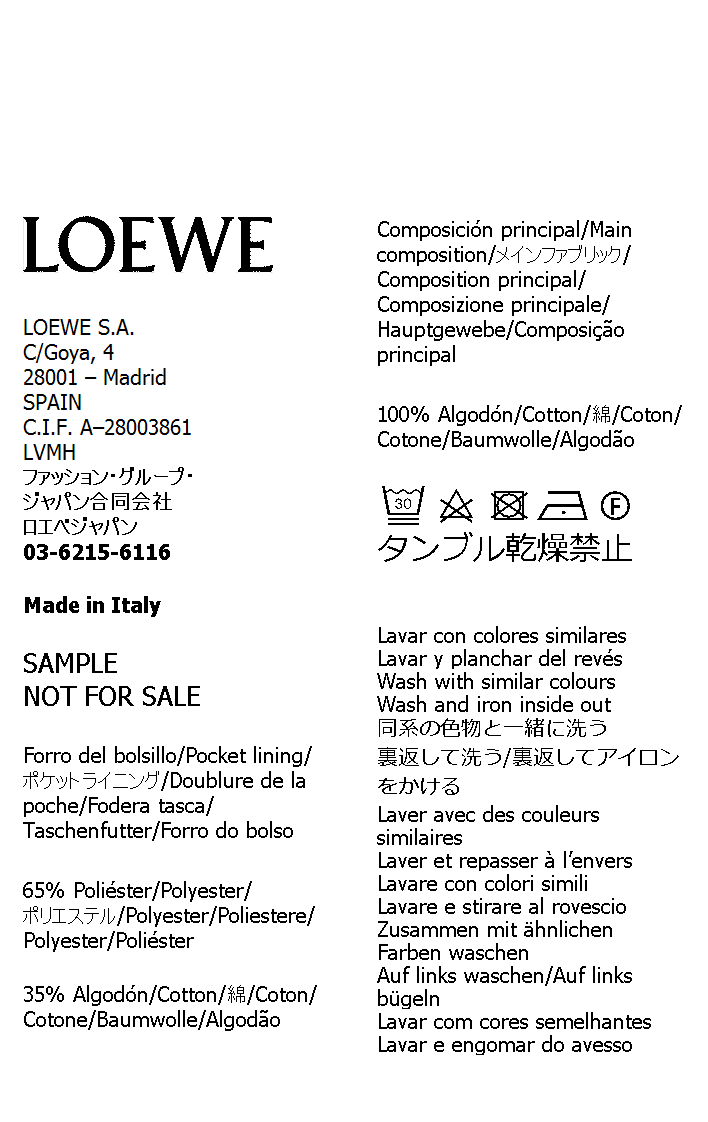 LOEWE
LOEWE S.A.
C/Goya, 4
28001 – Madrid
SPAIN
C.I.F. A–28003861
LVMH
ファッション・グループ・
ジャパン合同会社
ロエベジャパン
03-6215-6116
Made in Italy
SAMPLE
NOT FOR SALE
Forro del bolsillo/Pocket lining/
ポケットライニング/Doublure de la
poche/Fodera tasca/
Taschenfutter/Forro do bolso
65% Poliéster/Polyester/
ポリエステル/Polyester/Poliestere/
Polyester/Poliéster
35% Algodón/Cotton/綿/Coton/
Cotone/Baumwolle/Algodão
Composición principal/Main
composition/メインファブリック/
Composition principal/
Composizione principale/
Hauptgewebe/Composição
principal
100% Algodón/Cotton/綿/Coton/
Cotone/Baumwolle/Algodão
30 F
タンブル乾燥禁止
Lavar con colores similares
Lavar y planchar del revés
Wash with similar colours
Wash and iron inside out
同系の色物と一緒に洗う
裏返して洗う/裏返してアイロン
をかける
Laver avec des couleurs
similaires
Laver et repasser à l’envers
Lavare con colori simili
Lavare e stirare al rovescio
Zusammen mit ähnlichen
Farben waschen
Auf links waschen/Auf links
bügeln
Lavar com cores semelhantes
Lavar e engomar do avesso